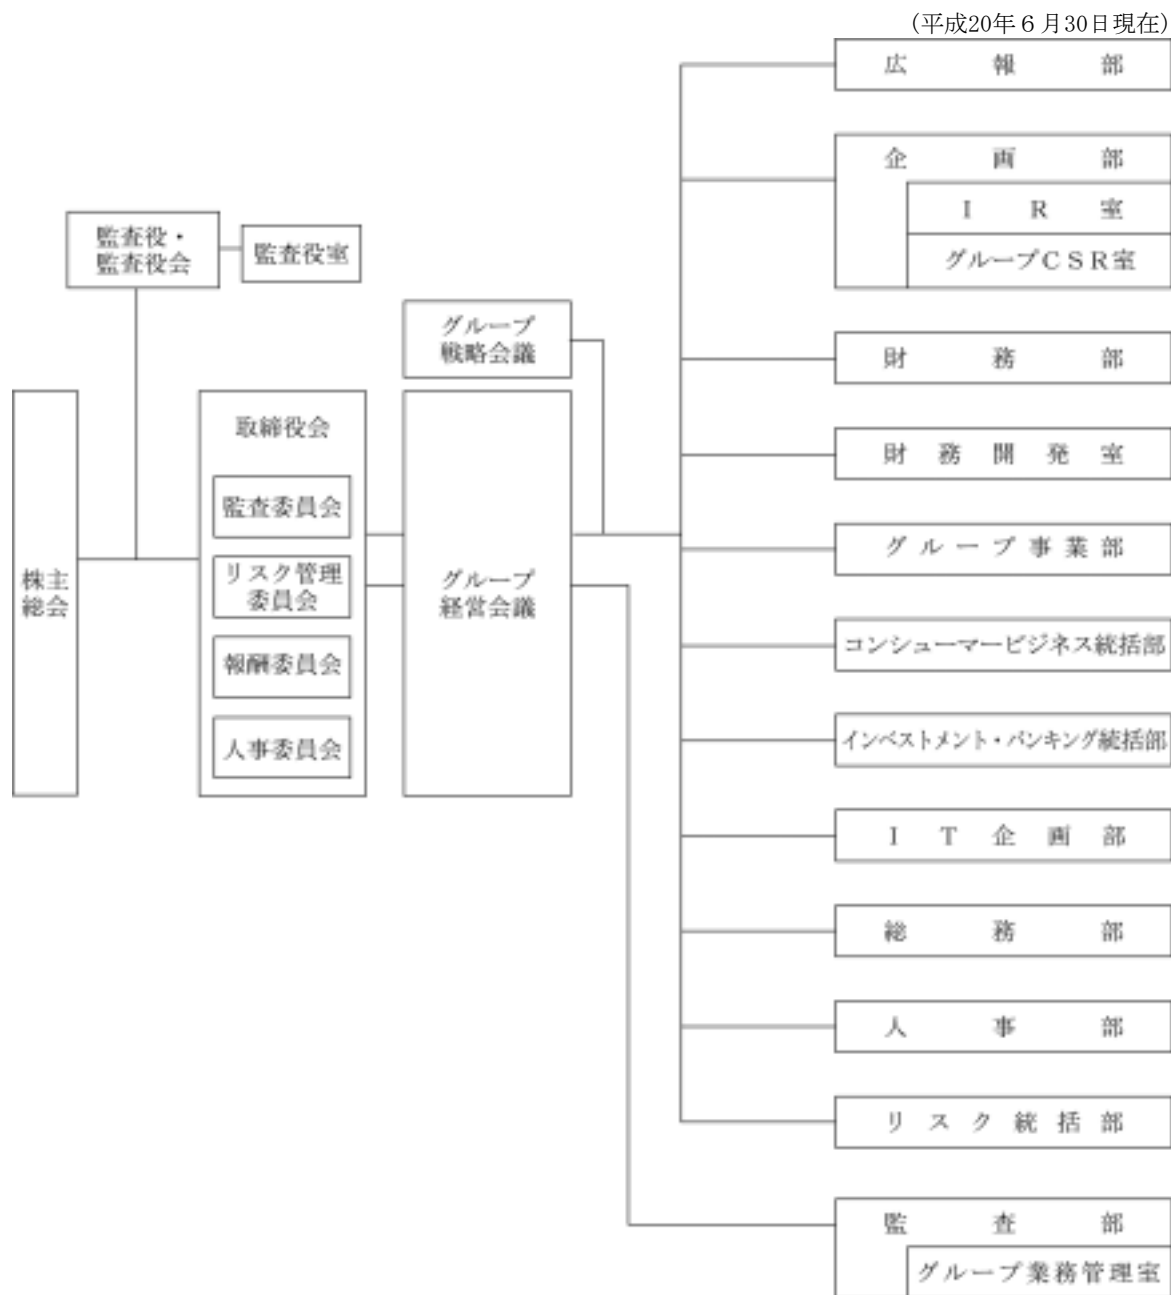 (平成20年６月30日現在)
広報部
企画部
ＩＲ室
グループＣＳＲ室
監査役・
監査役会
監査役室
グループ
戦略会議
財務部
株主
総会
取締役会
監査委員会
リスク管理
委員会
報酬委員会
人事委員会
グループ
経営会議
財務開発室
グループ事業部
コンシューマービジネス統括部
インベストメント・バンキング統括部
ＩＴ企画部
総務部
人事部
リスク統括部
監査部
グループ業務管理室